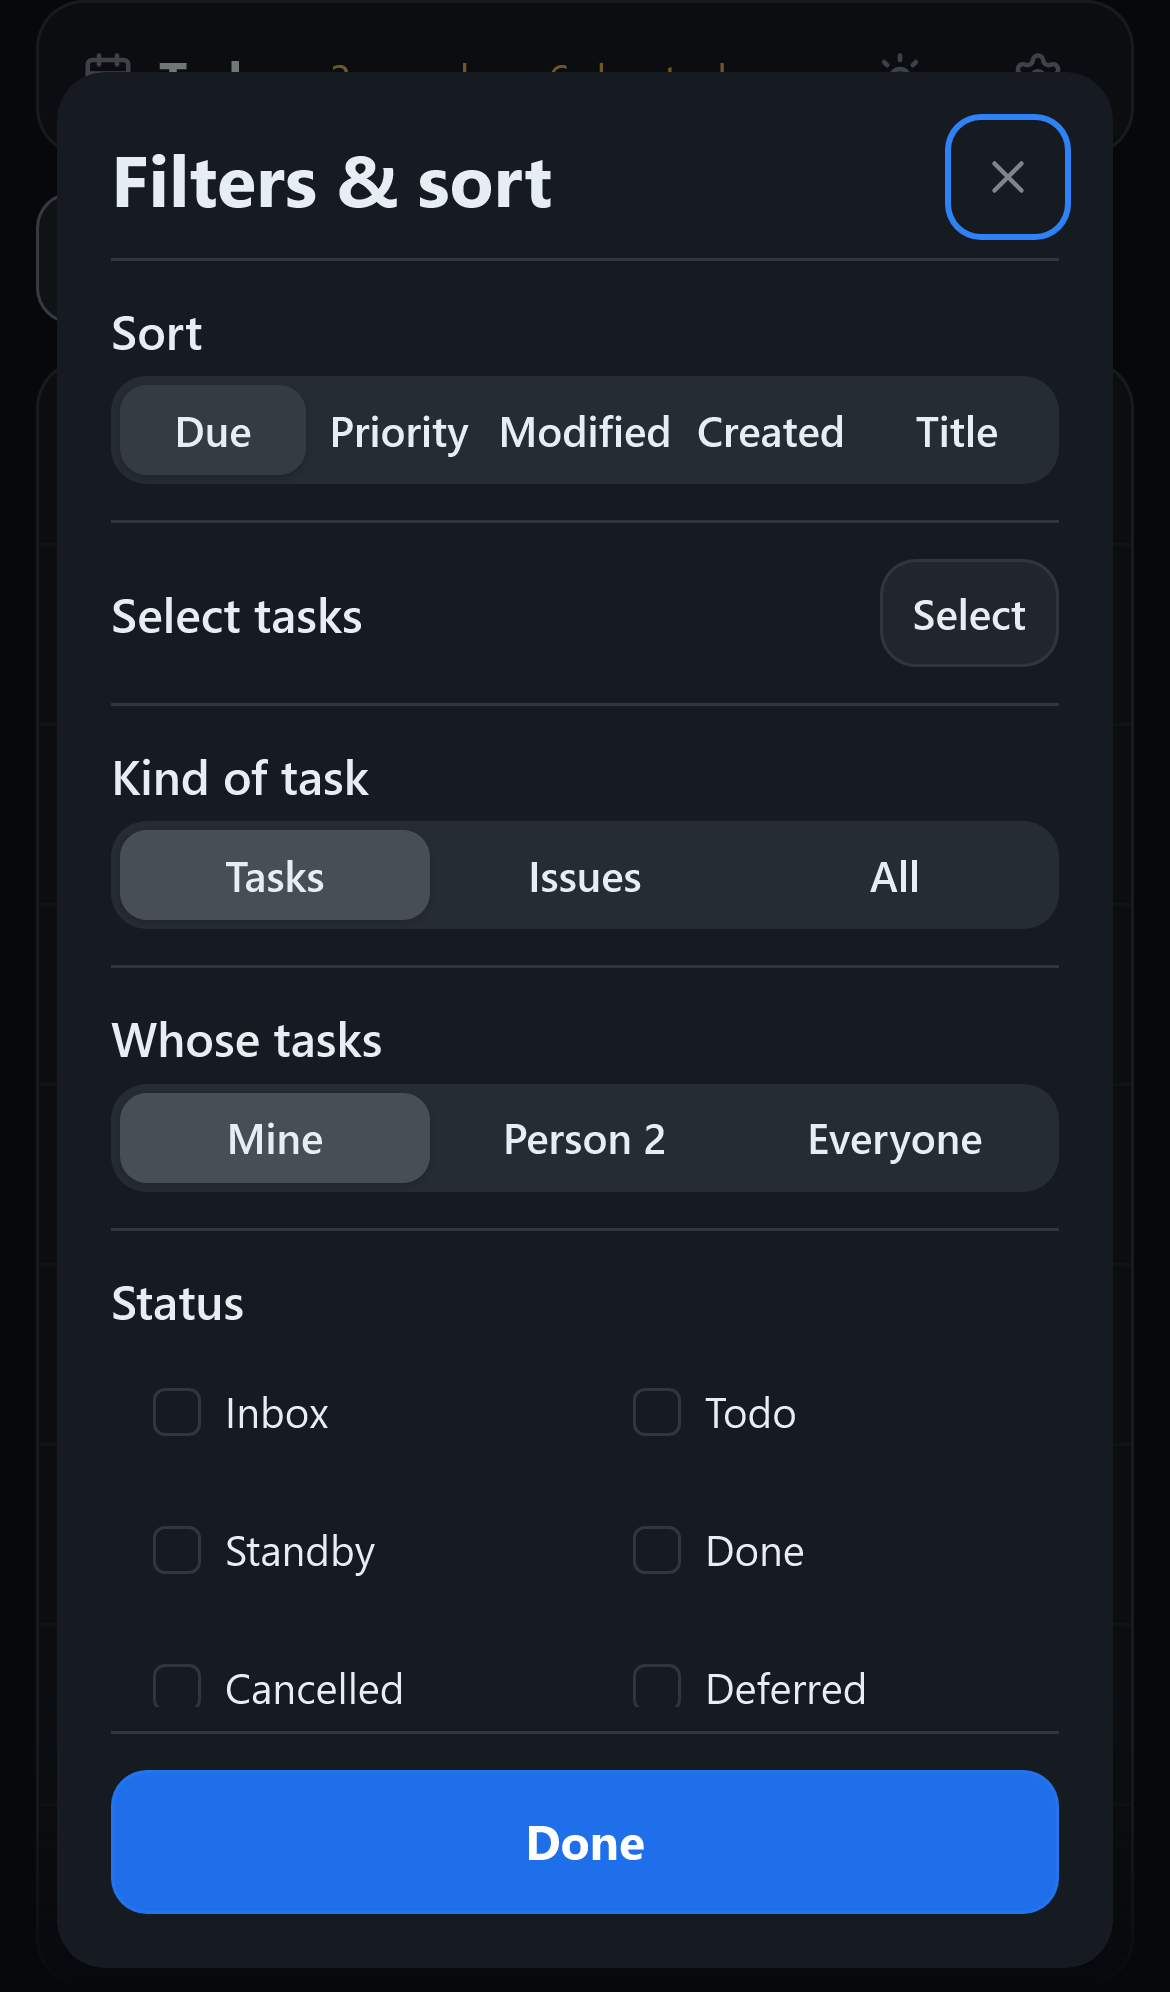 Filters & sort
Sort
Due Priority Modified Created Title
Select tasks Select
Kind of task
Tasks Issues All
Whose tasks
Mine Person 2 Everyone
Status
Inbox Todo
Standby Done
Cancelled Deferred
Done